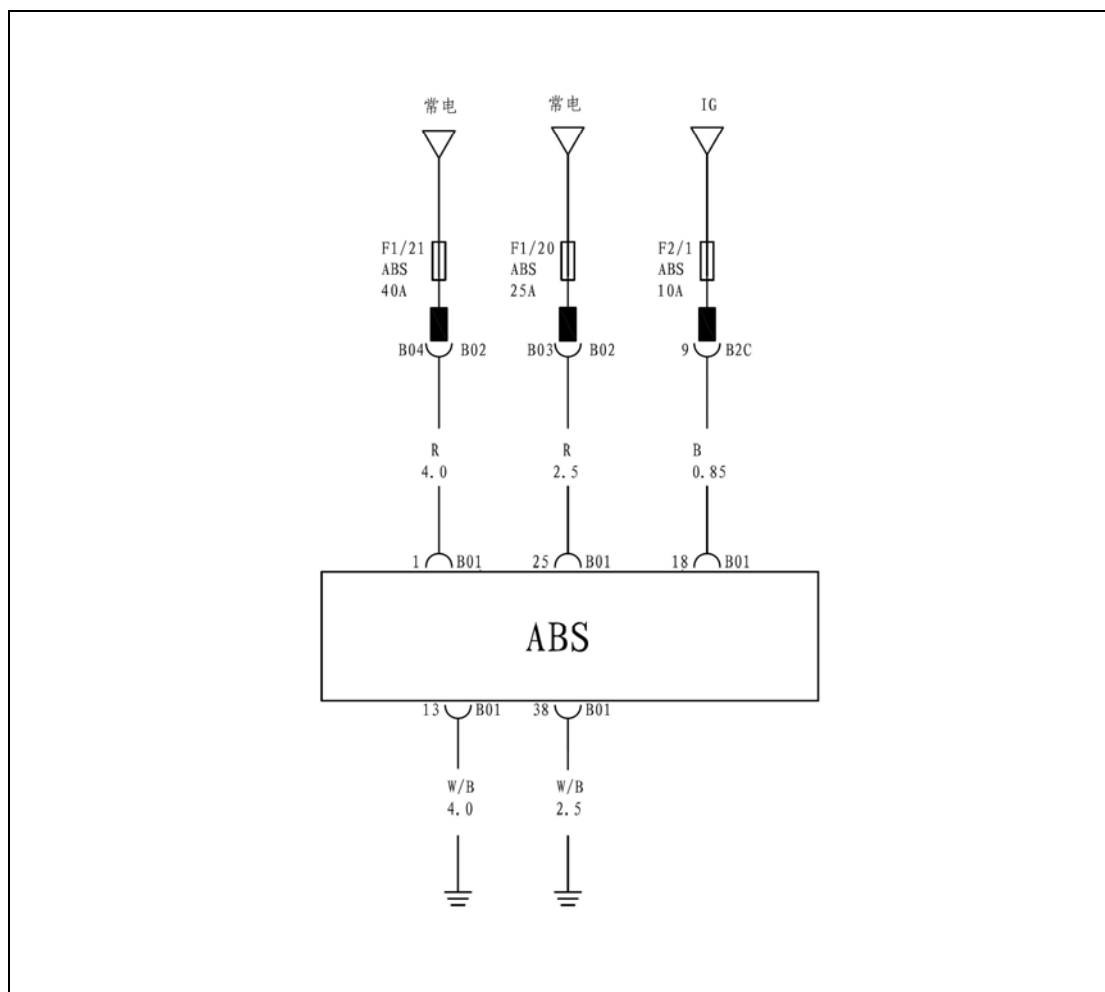 常电 常电 IG
F1/21 F1/20 F2/1
ABS ABS ABS
40A 25A 10A
B04 B02 B03 B02 9 B2C
R R B
4.0 2.5 0.85
1 B01 25 B01 18 B01
ABS
13 B01 38 B01
W/B W/B
4.0 2.5